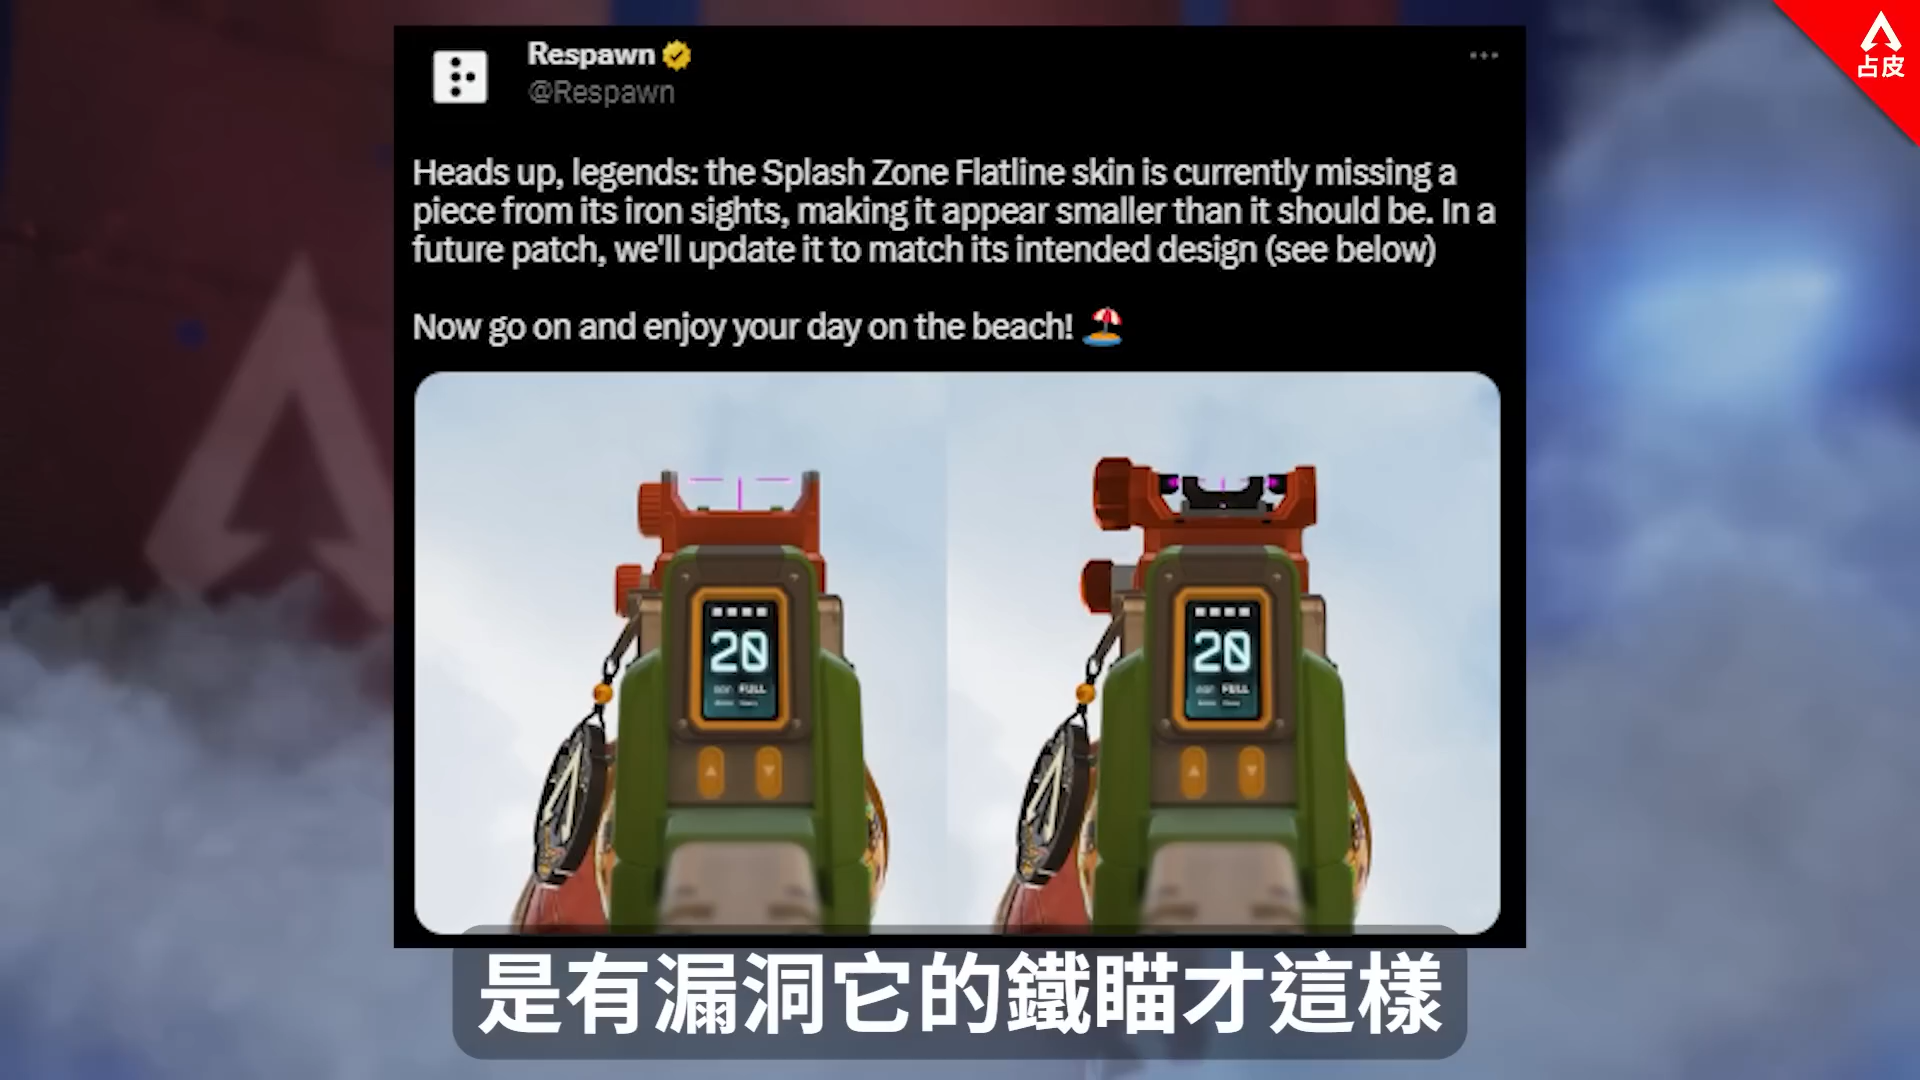 Respawn
@Respawn
占皮
Heads up, legends: the Splash Zone Flatline skin is currently missing a
piece from its iron sights, making it appear smaller than it should be. In a
future patch, we'll update it to match its intended design (see below)
Now go on and enjoy your day on the beach! 🏖️
20
FULL
20
FULL
是有漏洞它的鐵瞄才這樣